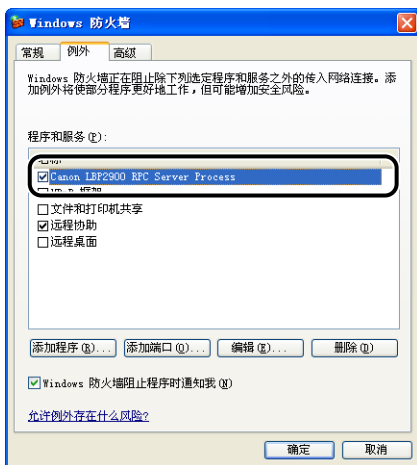 Windows 防火墙
常规 例外 高级
Windows 防火墙正在阻止除下列选定程序和服务之外的传入网络连接。添
加例外将使部分程序更好地工作，但可能增加安全风险。
程序和服务(P):
名称
Canon LBP2900 RPC Server Process
UPnP 框架
文件和打印机共享
远程协助
远程桌面
添加程序(R)... 添加端口(O)... 编辑(E)... 删除(D)
Windows 防火墙阻止程序时通知我(N)
允许例外存在什么风险?
确定 取消